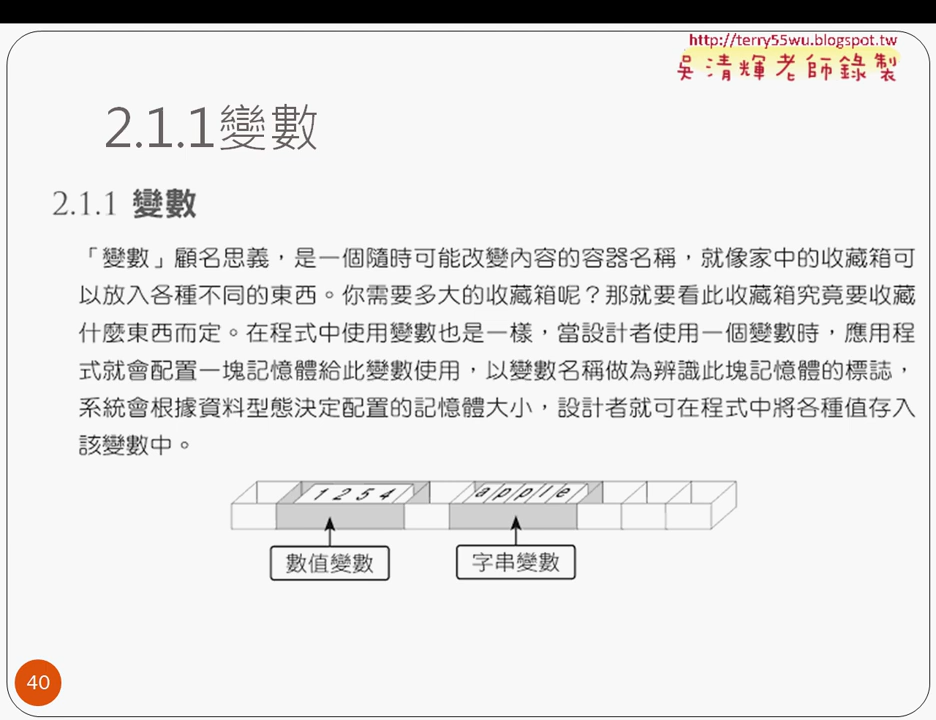 http://terry55wu.blogspot.tw
吳清輝老師錄製
2.1.1變數
2.1.1 變數
「變數」顧名思義，是一個隨時可能改變內容的容器名稱，就像家中的收藏箱可
以放入各種不同的東西。你需要多大的收藏箱呢？那就要看此收藏箱究竟要收藏
什麼東西而定。在程式中使用變數也是一樣，當設計者使用一個變數時，應用程
式就會配置一塊記憶體給此變數使用，以變數名稱做為辨識此塊記憶體的標誌，
系統會根據資料型態決定配置的記憶體大小，設計者就可在程式中將各種值存入
該變數中。
1254 apple
數值變數 字串變數
40